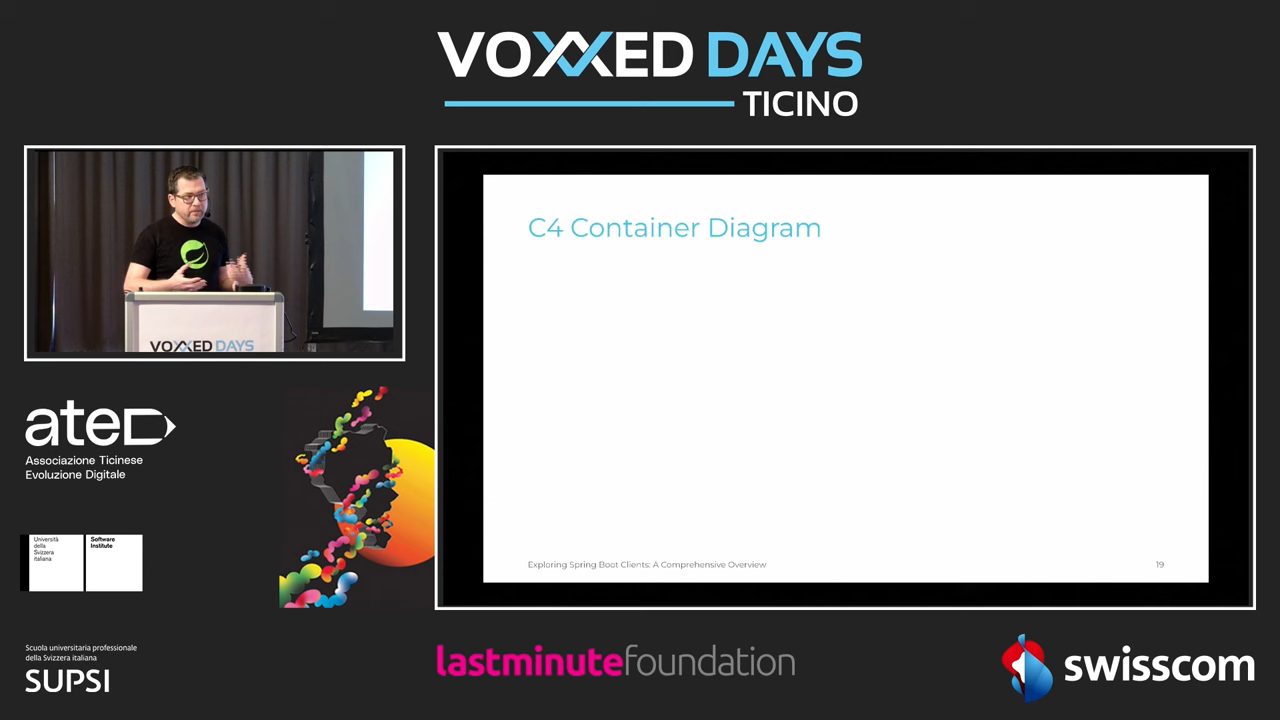 VOXXED DAYS
TICINO
VOXXED DAYS
C4 Container Diagram
Exploring Spring Boot Clients: A Comprehensive Overview
19
ated
Associazione Ticinese
Evoluzione Digitale
Università
della
Svizzera
italiana
Software
Institute
Scuola universitaria professionale
della Svizzera italiana
SUPSI
lastminutefoundation
swisscom